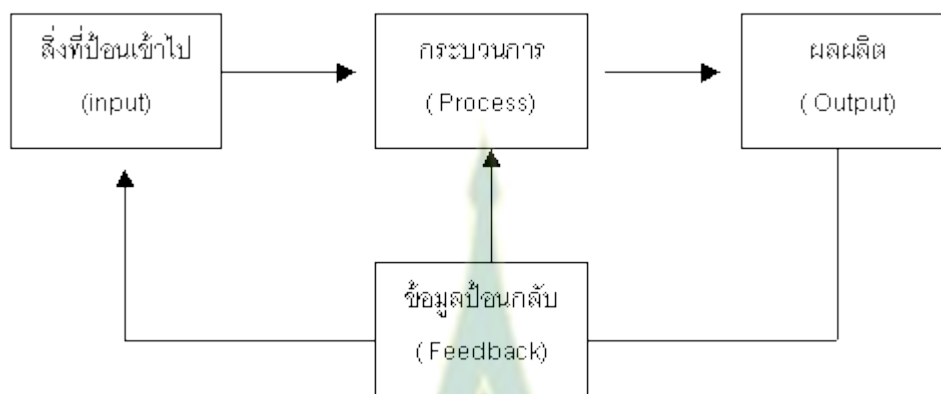 สิ่งที่ป้อนเข้าไป
(input)
กระบวนการ
( Process)
ผลผลิต
( Output)
ข้อมูลป้อนกลับ
( Feedback)